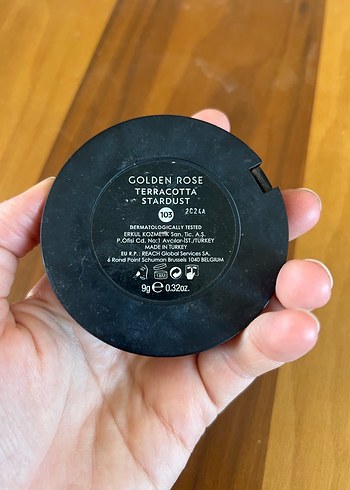 GOLDEN ROSE
TERRACOTTA
STARDUST
103
2C24A
DERMATOLOGICALLY TESTED
ERKUL KOZMETİK San. Tic. A.Ş.
P.Ofisi Cd. No:1 Avcılar-İST./TURKEY
MADE IN TURKEY
EU R.P.: REACH Global Services SA.
6 Rond Point Schuman Brussels 1040 BELGIUM
9g ℮ 0.32oz.